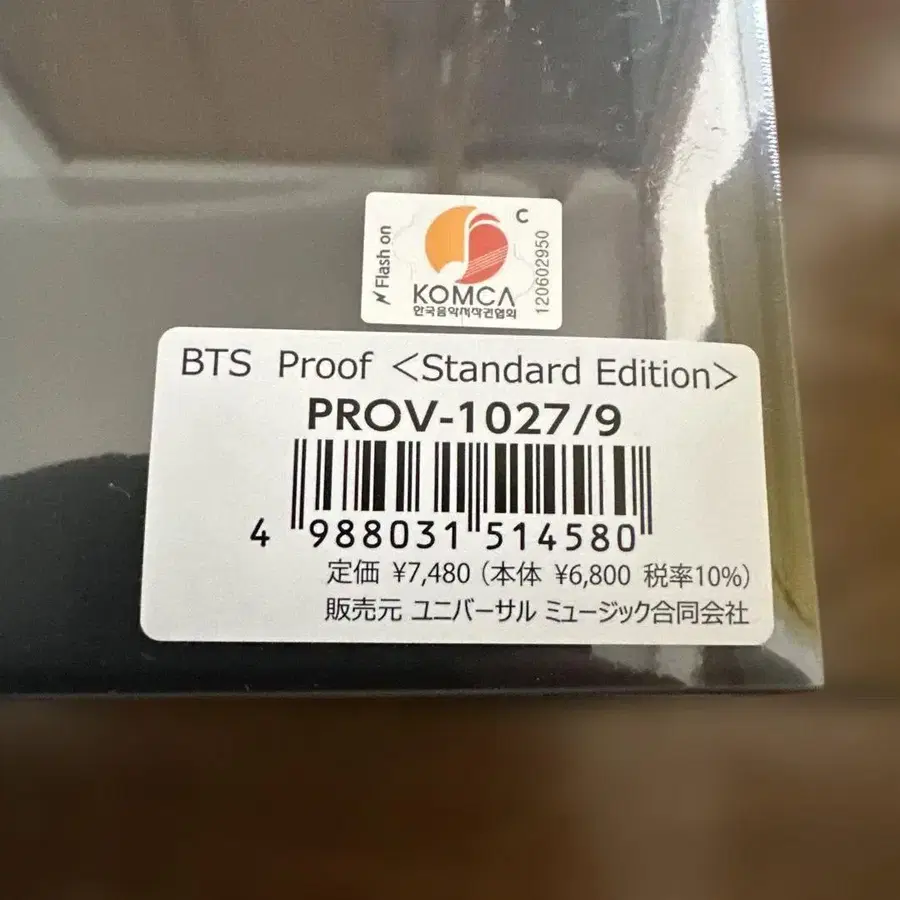 Flash on
C
KOMCA
한국음악저작권협회
120602950
BTS Proof <Standard Edition>
PROV-1027/9
4 988031 514580
定価 ¥7,480 (本体 ¥6,800 税率10%)
販売元 ユニバーサル ミュージック合同会社